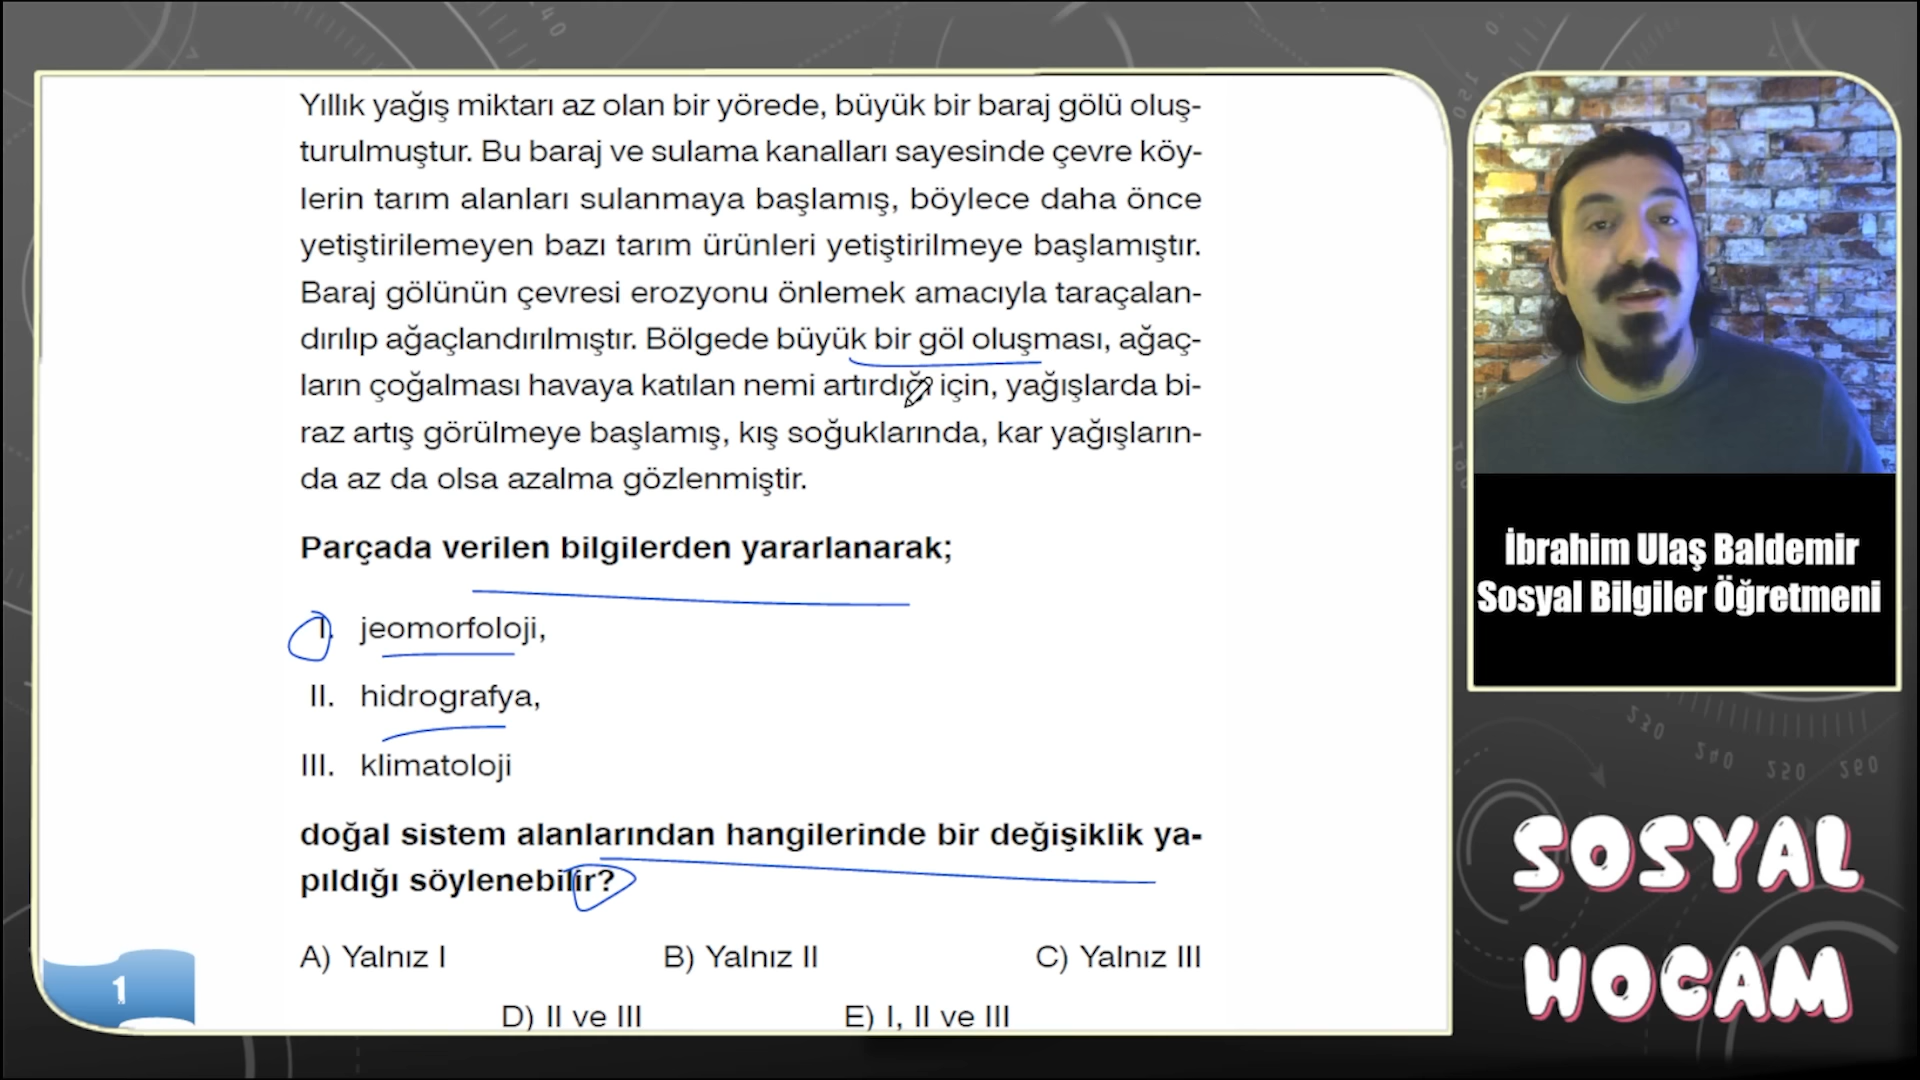 Yıllık yağış miktarı az olan bir yörede, büyük bir baraj gölü oluş-
turulmuştur. Bu baraj ve sulama kanalları sayesinde çevre köy-
lerin tarım alanları sulanmaya başlamış, böylece daha önce
yetiştirilemeyen bazı tarım ürünleri yetiştirilmeye başlamıştır.
Baraj gölünün çevresi erozyonu önlemek amacıyla taraçalan-
dırılıp ağaçlandırılmıştır. Bölgede büyük bir göl oluşması, ağaç-
ların çoğalması havaya katılan nemi artırdığı için, yağışlarda bi-
raz artış görülmeye başlamış, kış soğuklarında, kar yağışların-
da az da olsa azalma gözlenmiştir.
Parçada verilen bilgilerden yararlanarak;
I. jeomorfoloji,
II. hidrografya,
III. klimatoloji
doğal sistem alanlarından hangilerinde bir değişiklik ya-
pıldığı söylenebilir?
A) Yalnız I B) Yalnız II C) Yalnız III
D) II ve III E) I, II ve III
1
İbrahim Ulaş Baldemir
Sosyal Bilgiler Öğretmeni
SOSYAL
HOCAM
40
230
240
250
260